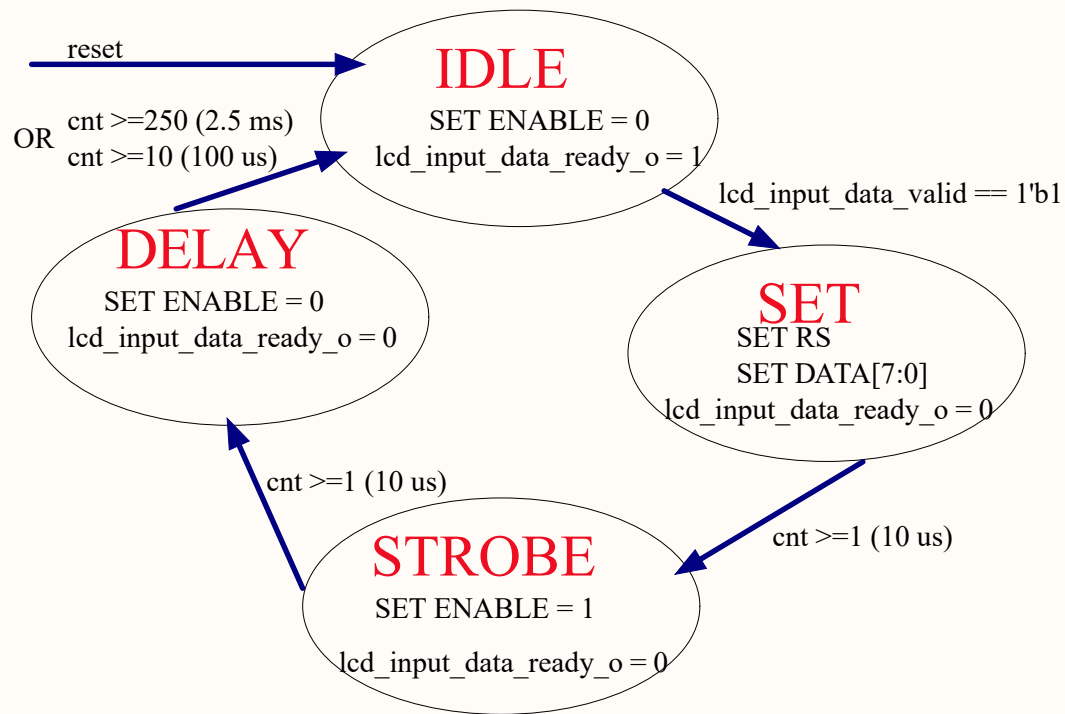 reset
OR
cnt >=250 (2.5 ms)
cnt >=10 (100 us)
IDLE
SET ENABLE = 0
lcd_input_data_ready_o = 1
lcd_input_data_valid == 1'b1
DELAY
SET ENABLE = 0
lcd_input_data_ready_o = 0
SET
SET RS
SET DATA[7:0]
lcd_input_data_ready_o = 0
cnt >=1 (10 us)
cnt >=1 (10 us)
STROBE
SET ENABLE = 1
lcd_input_data_ready_o = 0